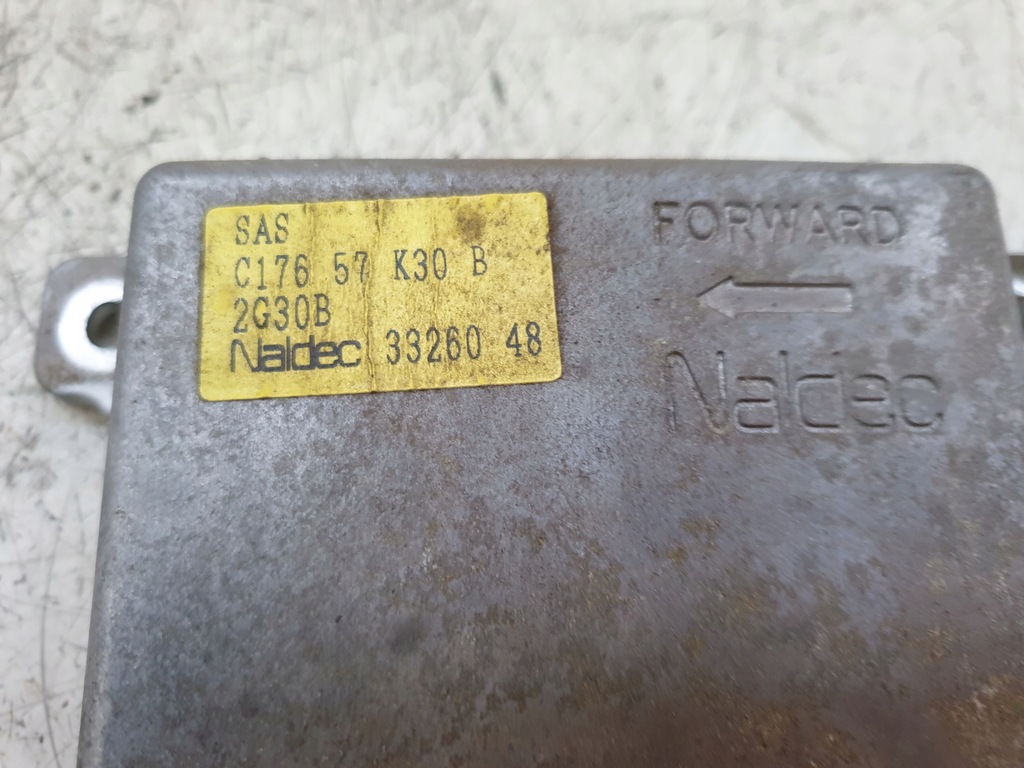 SAS
C176 57 K30 B
2G30B
Naldec 33260 48
FORWARD
Naldec